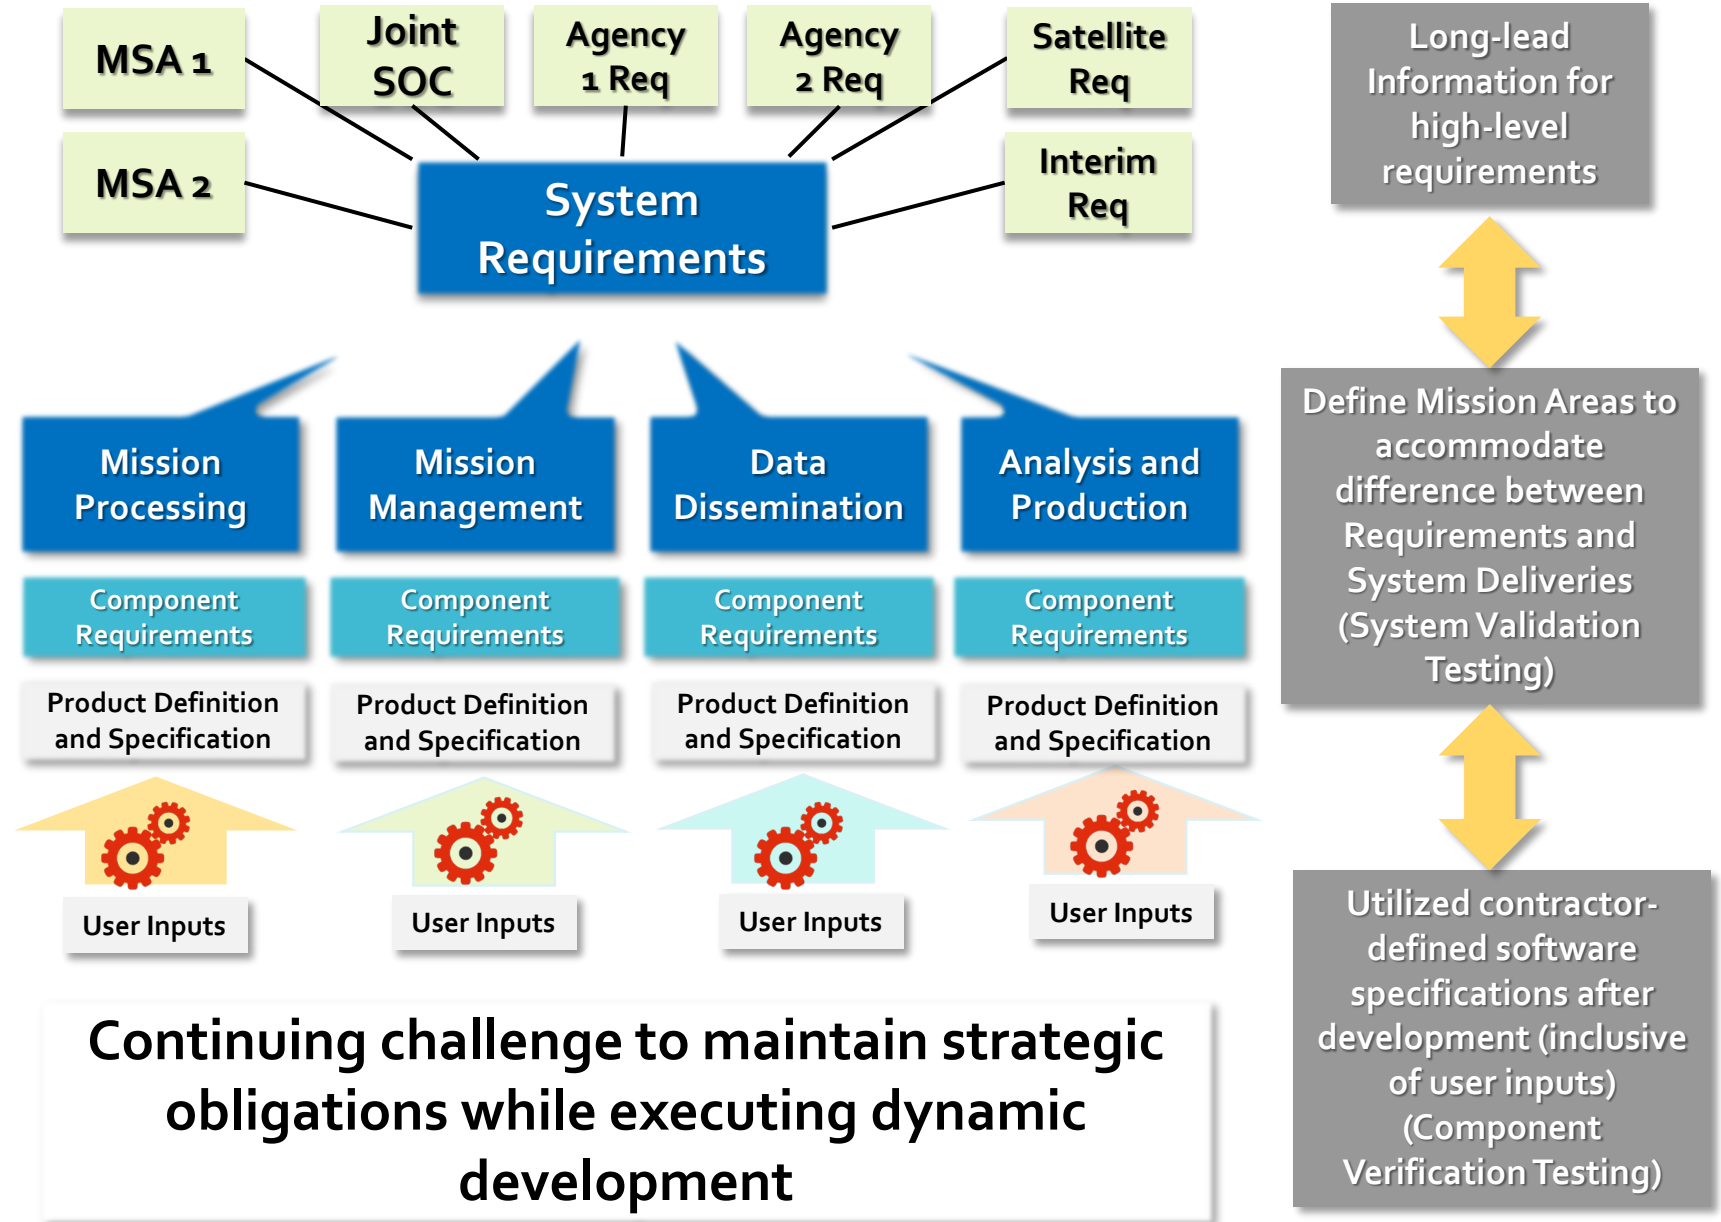 MSA 1
Joint
SOC
Agency
1 Req
Agency
2 Req
Satellite
Req
MSA 2
Interim
Req
System
Requirements
Mission
Processing
Mission
Management
Data
Dissemination
Analysis and
Production
Component
Requirements
Component
Requirements
Component
Requirements
Component
Requirements
Product Definition
and Specification
Product Definition
and Specification
Product Definition
and Specification
Product Definition
and Specification
User Inputs
User Inputs
User Inputs
User Inputs
Continuing challenge to maintain strategic
obligations while executing dynamic
development
Long-lead
Information for
high-level
requirements
Define Mission Areas to
accommodate
difference between
Requirements and
System Deliveries
(System Validation
Testing)
Utilized contractor-
defined software
specifications after
development (inclusive
of user inputs)
(Component
Verification Testing)